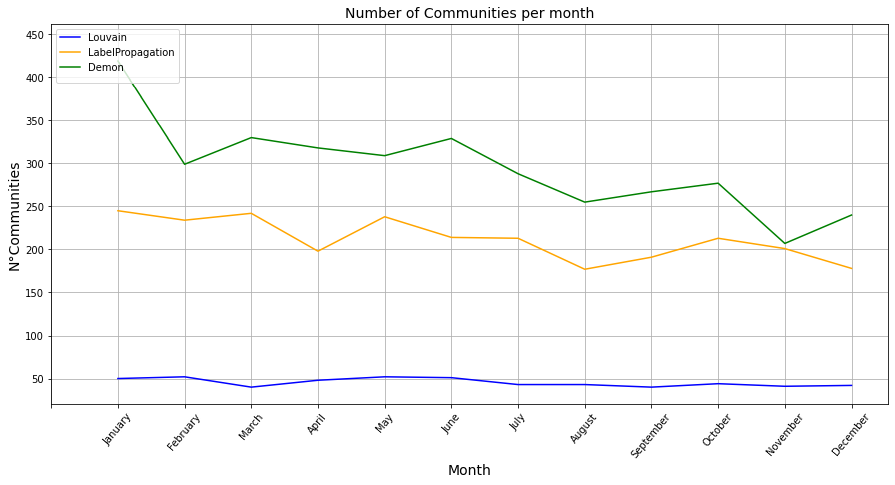 Number of Communities per month
Louvain
LabelPropagation
Demon
450
400
350
300
250
200
150
100
50
N°Communities
January
February
March
April
May
June
July
August
September
October
November
December
Month